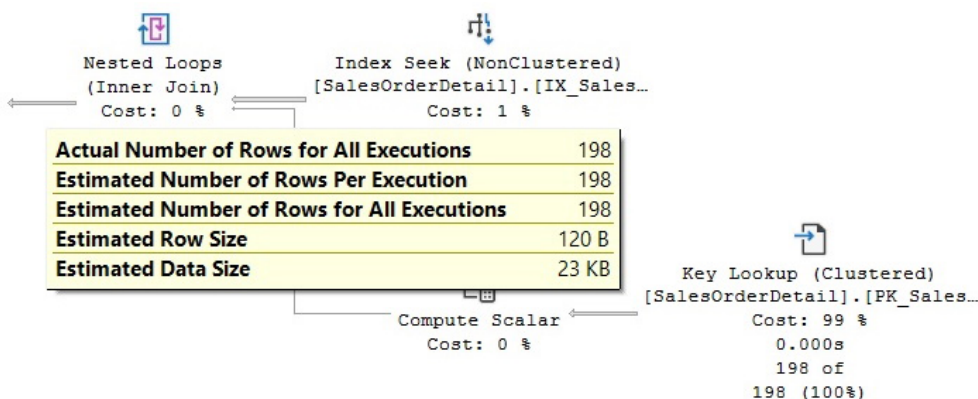 Nested Loops
(Inner Join)
Cost: 0 %
Index Seek (NonClustered)
[SalesOrderDetail].[IX_Sales…
Cost: 1 %
Actual Number of Rows for All Executions 198
Estimated Number of Rows Per Execution 198
Estimated Number of Rows for All Executions 198
Estimated Row Size 120 B
Estimated Data Size 23 KB
Compute Scalar
Cost: 0 %
Key Lookup (Clustered)
[SalesOrderDetail].[PK_Sales…
Cost: 99 %
0.000s
198 of
198 (100%)